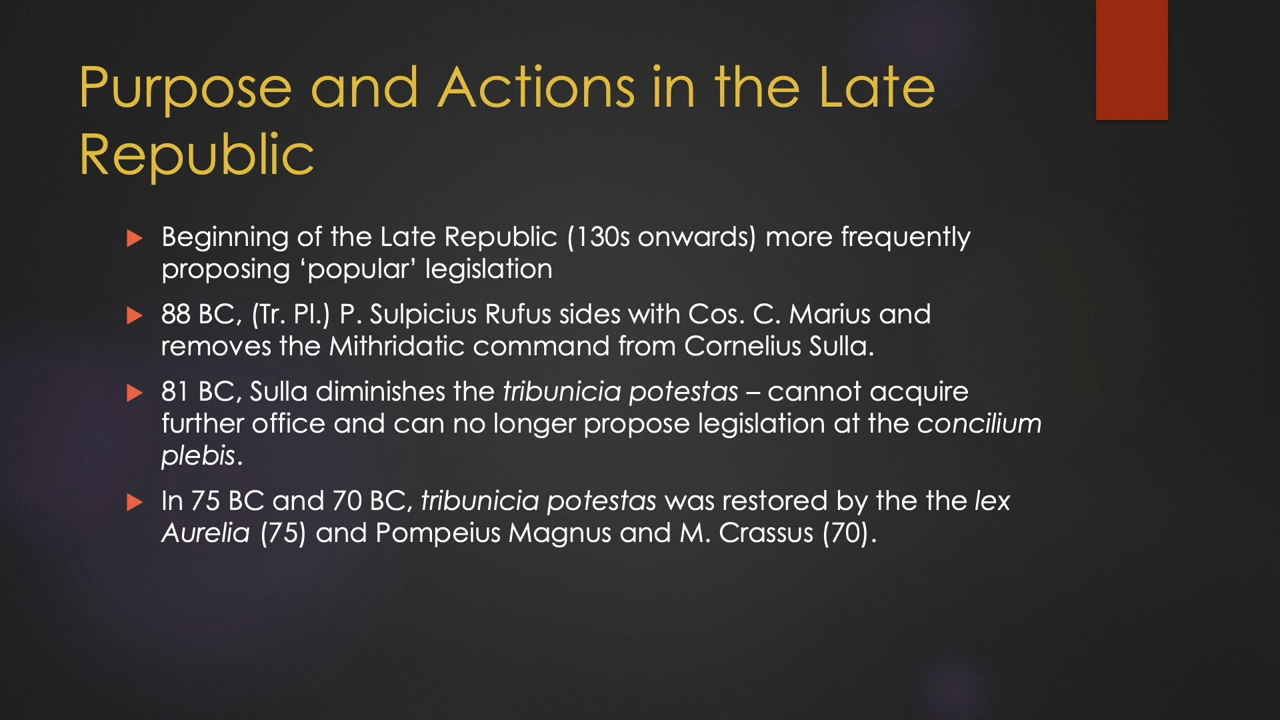 Purpose and Actions in the Late
Republic
Beginning of the Late Republic (130s onwards) more frequently
proposing ‘popular’ legislation
88 BC, (Tr. Pl.) P. Sulpicius Rufus sides with Cos. C. Marius and
removes the Mithridatic command from Cornelius Sulla.
81 BC, Sulla diminishes the tribunicia potestas – cannot acquire
further office and can no longer propose legislation at the concilium
plebis.
In 75 BC and 70 BC, tribunicia potestas was restored by the the lex
Aurelia (75) and Pompeius Magnus and M. Crassus (70).